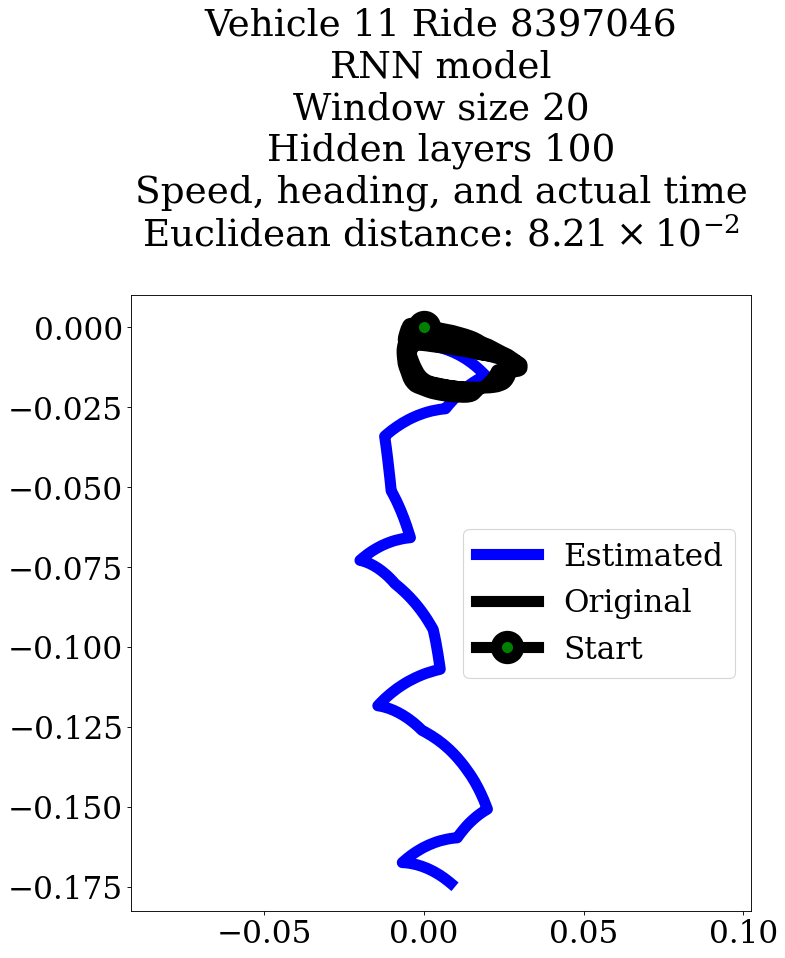 Vehicle 11 Ride 8397046
RNN model
Window size 20
Hidden layers 100
Speed, heading, and actual time
Euclidean distance: 8.21 × 10⁻²
0.000
−0.025
−0.050
−0.075
−0.100
−0.125
−0.150
−0.175
Estimated
Original
Start
−0.05
0.00
0.05
0.10